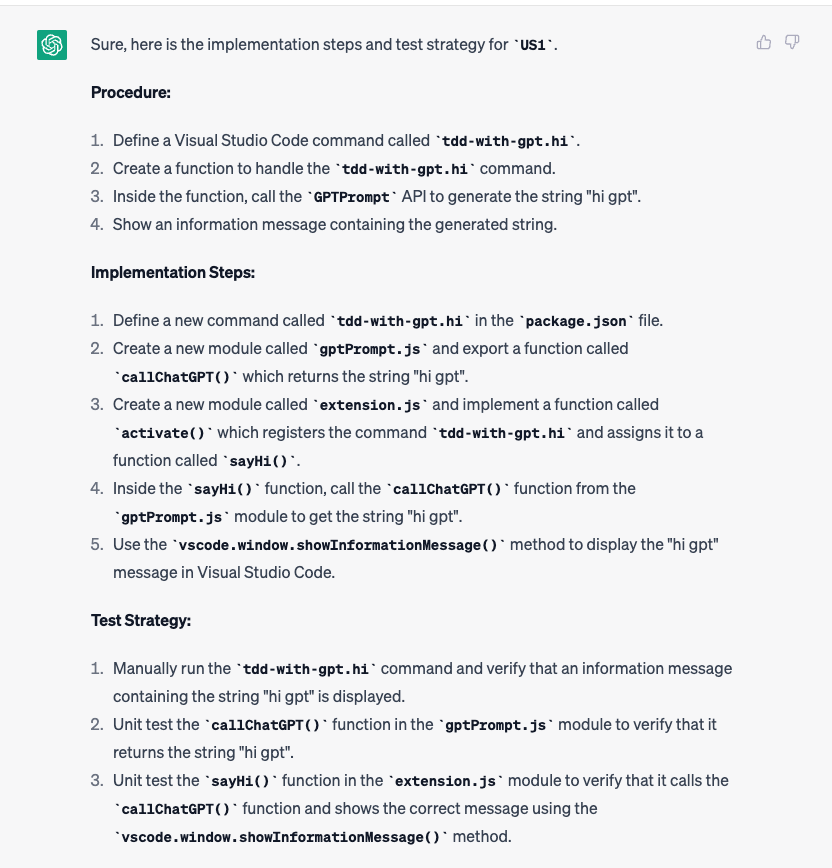 Sure, here is the implementation steps and test strategy for `US1`.
Procedure:
1. Define a Visual Studio Code command called `tdd-with-gpt.hi`.
2. Create a function to handle the `tdd-with-gpt.hi` command.
3. Inside the function, call the `GPTPrompt` API to generate the string "hi gpt".
4. Show an information message containing the generated string.
Implementation Steps:
1. Define a new command called `tdd-with-gpt.hi` in the `package.json` file.
2. Create a new module called `gptPrompt.js` and export a function called
`callChatGPT()` which returns the string "hi gpt".
3. Create a new module called `extension.js` and implement a function called
`activate()` which registers the command `tdd-with-gpt.hi` and assigns it to a
function called `sayHi()`.
4. Inside the `sayHi()` function, call the `callChatGPT()` function from the
`gptPrompt.js` module to get the string "hi gpt".
5. Use the `vscode.window.showInformationMessage()` method to display the "hi gpt"
message in Visual Studio Code.
Test Strategy:
1. Manually run the `tdd-with-gpt.hi` command and verify that an information message
containing the string "hi gpt" is displayed.
2. Unit test the `callChatGPT()` function in the `gptPrompt.js` module to verify that it
returns the string "hi gpt".
3. Unit test the `sayHi()` function in the `extension.js` module to verify that it calls the
`callChatGPT()` function and shows the correct message using the
`vscode.window.showInformationMessage()` method.